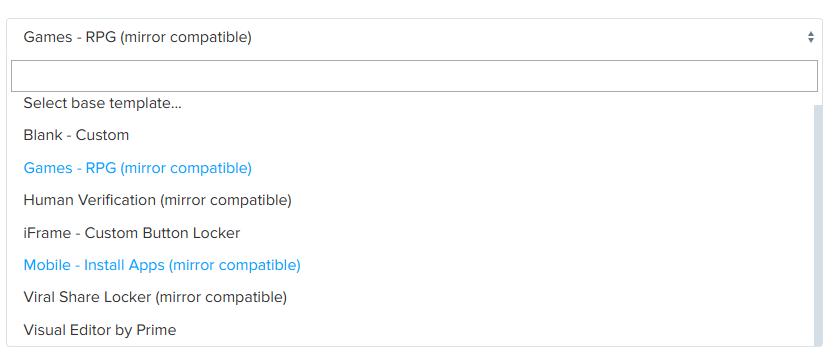 Games - RPG (mirror compatible)
Select base template...
Blank - Custom
Games - RPG (mirror compatible)
Human Verification (mirror compatible)
iFrame - Custom Button Locker
Mobile - Install Apps (mirror compatible)
Viral Share Locker (mirror compatible)
Visual Editor by Prime